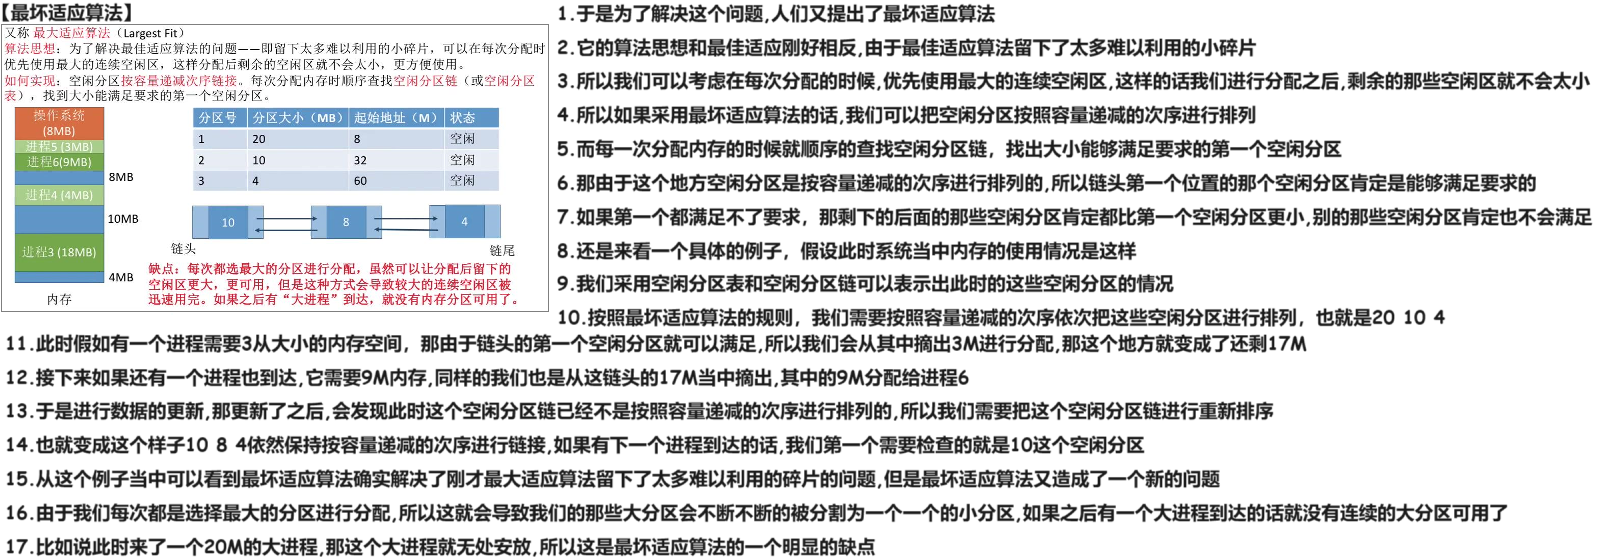 【最坏适应算法】
又称 最大适应算法（Largest Fit）
算法思想：为了解决最佳适应算法的问题——即留下太多难以利用的小碎片，可以在每次分配时
优先使用最大的连续空闲区，这样分配后剩余的空闲区就不会太小，更方便使用。
如何实现：空闲分区按容量递减次序链接。每次分配内存时顺序查找空闲分区链（或空闲分区
表），找到大小能满足要求的第一个空闲分区。
操作系统
(8MB)
进程5 (3MB)
进程6(9MB)
8MB
进程4 (4MB)
10MB
进程3 (18MB)
4MB
内存
分区号 分区大小（MB） 起始地址（M） 状态
1 20 8 空闲
2 10 32 空闲
3 4 60 空闲
10 8 4
链头 链尾
缺点：每次都选最大的分区进行分配，虽然可以让分配后留下的
空闲区更大，更可用，但是这种方式会导致较大的连续空闲区被
迅速用完。如果之后有“大进程”到达，就没有内存分区可用了。
1.于是为了解决这个问题,人们又提出了最坏适应算法
2.它的算法思想和最佳适应刚好相反,由于最佳适应算法留下了太多难以利用的小碎片
3.所以我们可以考虑在每次分配的时候,优先使用最大的连续空闲区,这样的话我们进行分配之后,剩余的那些空闲区就不会太小
4.所以如果采用最坏适应算法的话,我们可以把空闲分区按照容量递减的次序进行排列
5.而每一次分配内存的时候就顺序的查找空闲分区链，找出大小能够满足要求的第一个空闲分区
6.那由于这个地方空闲分区是按容量递减的次序进行排列的,所以链头第一个位置的那个空闲分区肯定是能够满足要求的
7.如果第一个都满足不了要求，那剩下的后面的那些空闲分区肯定都比第一个空闲分区更小,别的那些空闲分区肯定也不会满足
8.还是来看一个具体的例子，假设此时系统当中内存的使用情况是这样
9.我们采用空闲分区表和空闲分区链可以表示出此时的这些空闲分区的情况
10.按照最坏适应算法的规则，我们需要按照容量递减的次序依次把这些空闲分区进行排列，也就是20 10 4
11.此时假如有一个进程需要3从大小的内存空间，那由于链头的第一个空闲分区就可以满足,所以我们会从其中摘出3M进行分配,那这个地方就变成了还剩17M
12.接下来如果还有一个进程也到达,它需要9M内存,同样的我们也是从这链头的17M当中摘出,其中的9M分配给进程6
13.于是进行数据的更新,那更新了之后,会发现此时这个空闲分区链已经不是按照容量递减的次序进行排列的,所以我们需要把这个空闲分区链进行重新排序
14.也就变成这个样子10 8 4依然保持按容量递减的次序进行链接,如果有下一个进程到达的话,我们第一个需要检查的就是10这个空闲分区
15.从这个例子当中可以看到最坏适应算法确实解决了刚才最大适应算法留下了太多难以利用的碎片的问题,但是最坏适应算法又造成了一个新的问题
16.由于我们每次都是选择最大的分区进行分配,所以这就会导致我们的那些大分区会不断不断的被分割为一个一个的小分区,如果之后有一个大进程到达的话就没有连续的大分区可用了
17.比如说此时来了一个20M的大进程,那这个大进程就无处安放,所以这是最坏适应算法的一个明显的缺点